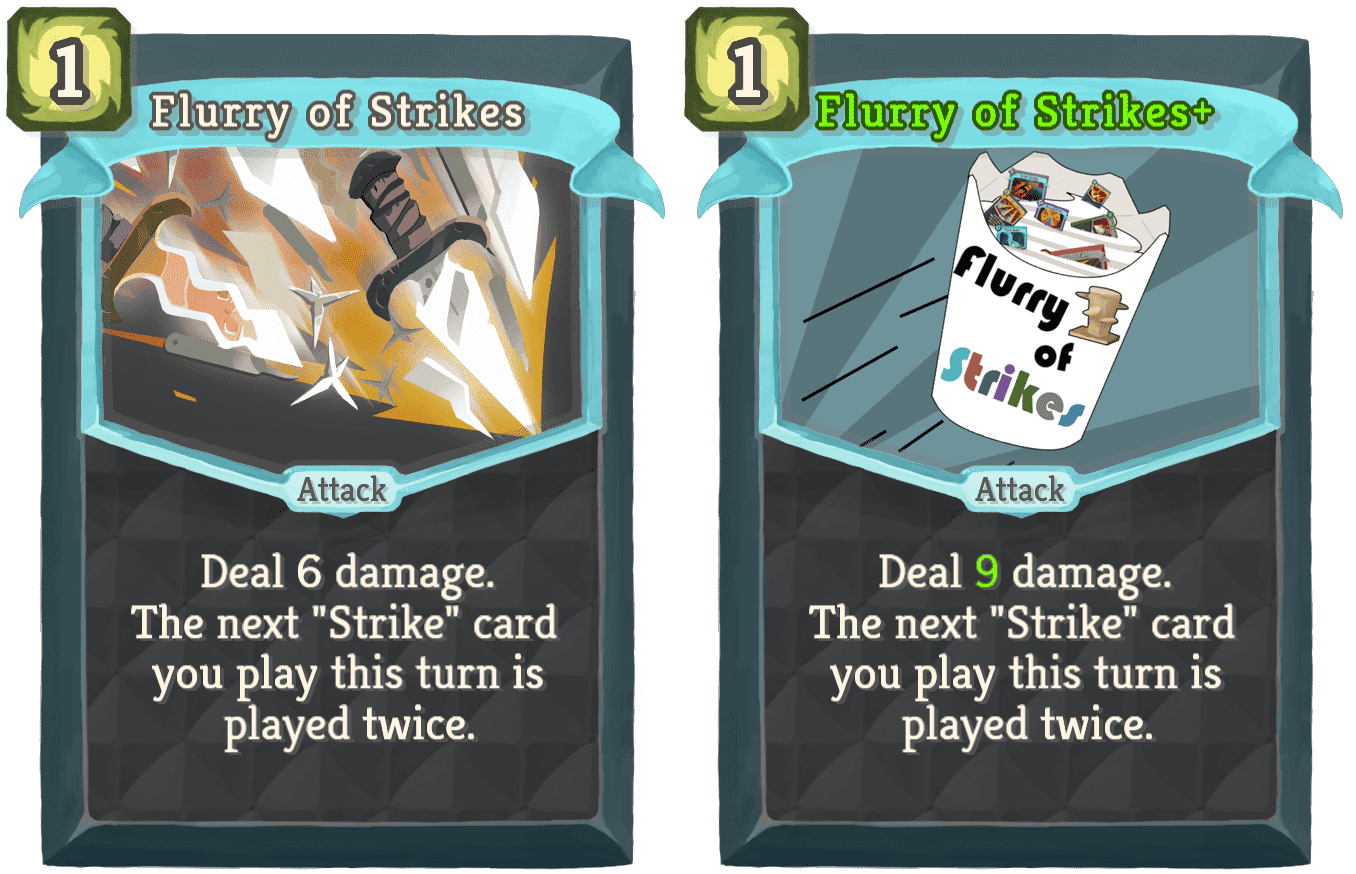 1
Flurry of Strikes
Attack
Deal 6 damage.
The next "Strike" card
you play this turn is
played twice.
1
Flurry of Strikes+
Flurry
of
Strikes
Attack
Deal 9 damage.
The next "Strike" card
you play this turn is
played twice.